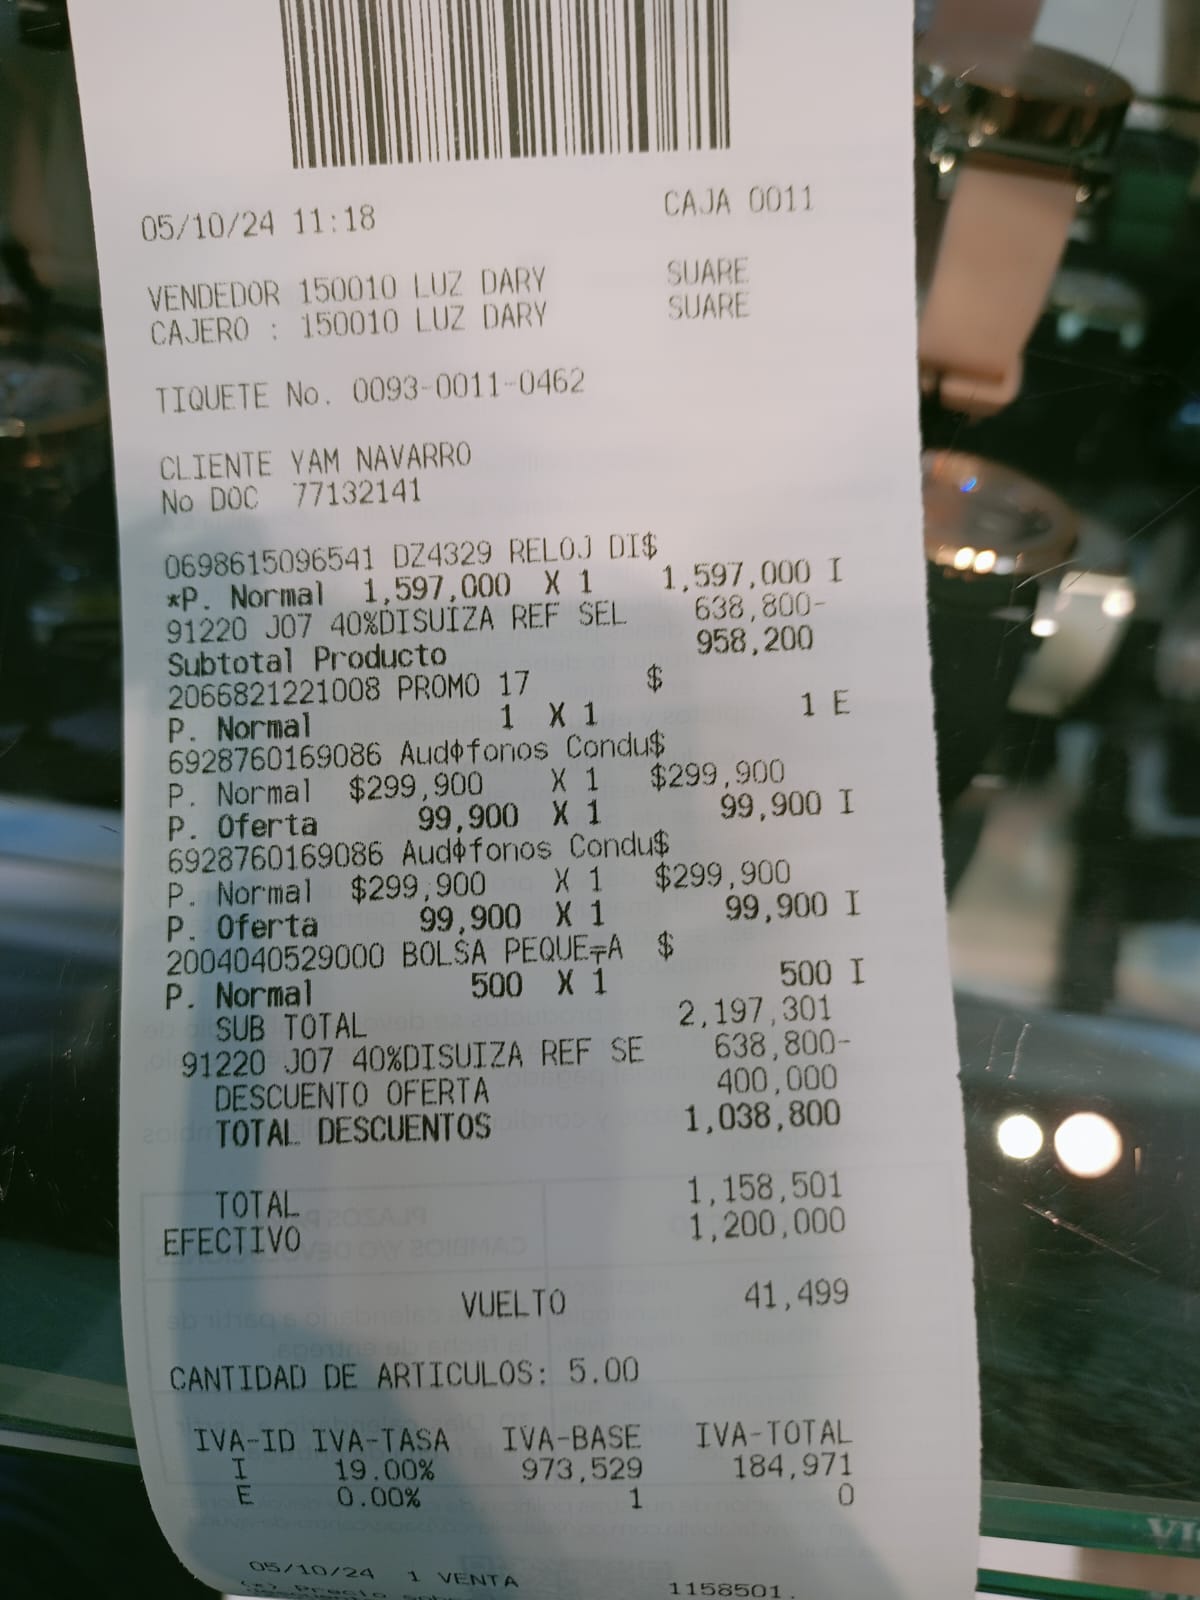 05/10/24 11:18 CAJA 0011
VENDEDOR 150010 LUZ DARY SUARE
CAJERO : 150010 LUZ DARY SUARE
TIQUETE No. 0093-0011-0462
CLIENTE YAM NAVARRO
No DOC 77132141
0698615096541 DZ4329 RELOJ DI$
*P. Normal 1,597,000 X 1 1,597,000 I
91220 J07 40%DISUIZA REF SEL 638,800-
Subtotal Producto 958,200
2066821221008 PROMO 17 $
P. Normal 1 X 1 1 E
6928760169086 Audϕfonos Condu$
P. Normal $299,900 X 1 $299,900
P. Oferta 99,900 X 1 99,900 I
6928760169086 Audϕfonos Condu$
P. Normal $299,900 X 1 $299,900
P. Oferta 99,900 X 1 99,900 I
2004040529000 BOLSA PEQUE╤A $
P. Normal 500 X 1 500 I
SUB TOTAL 2,197,301
91220 J07 40%DISUIZA REF SE 638,800-
DESCUENTO OFERTA 400,000
TOTAL DESCUENTOS 1,038,800
TOTAL 1,158,501
EFECTIVO 1,200,000
VUELTO 41,499
CANTIDAD DE ARTICULOS: 5.00
IVA-ID IVA-TASA IVA-BASE IVA-TOTAL
I 19.00% 973,529 184,971
E 0.00% 1 0
05/10/24 1 VENTA 1158501.